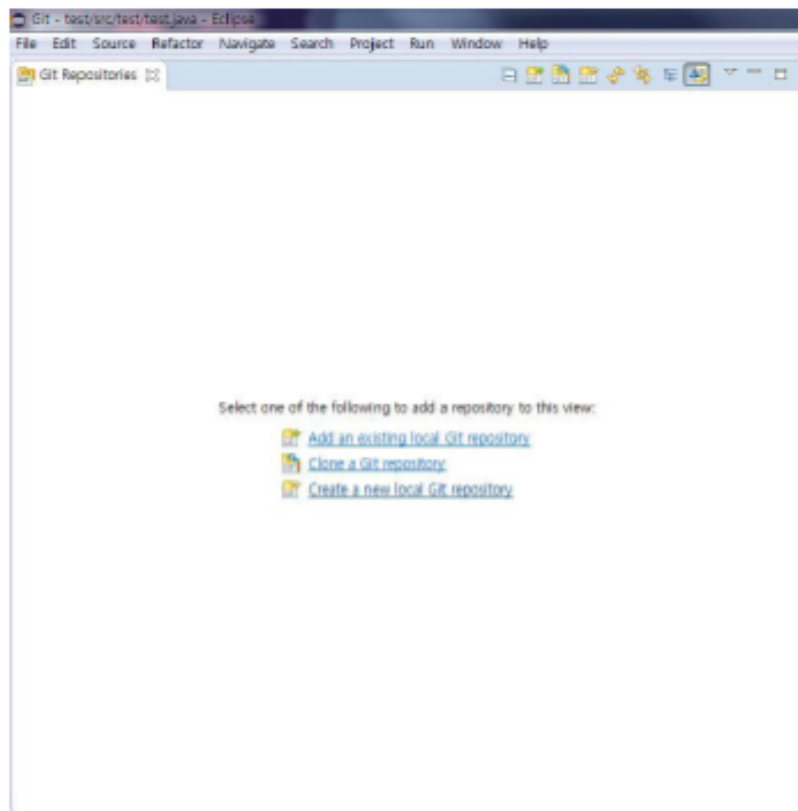 Git - test/src/test/test.java - Eclipse
File Edit Source Refactor Navigate Search Project Run Window Help
Git Repositories
Select one of the following to add a repository to this view:
Add an existing local Git repository
Clone a Git repository
Create a new local Git repository